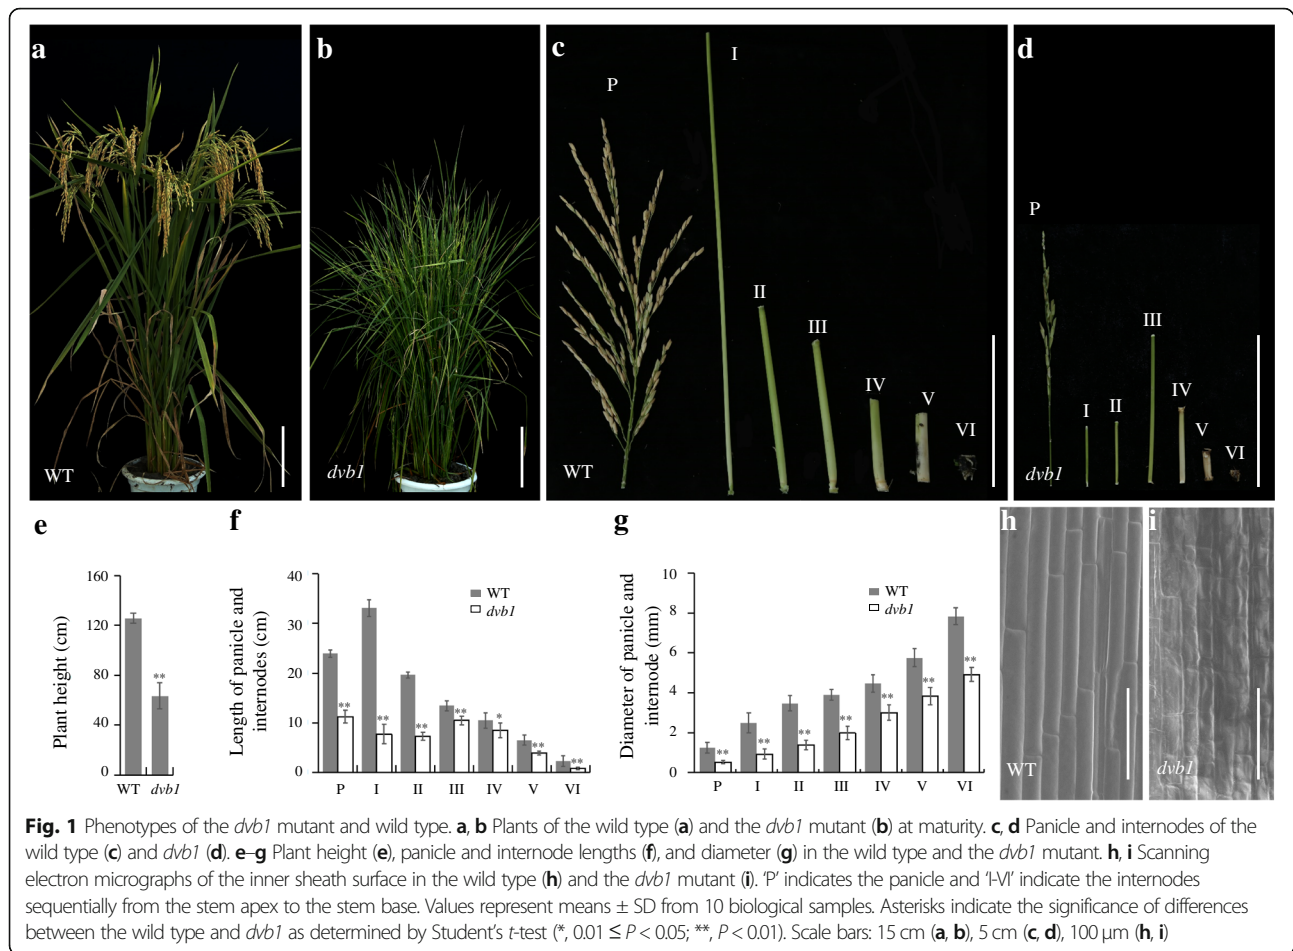 a
b
c
d
P
I
II
III
IV
V
VI
WT
P
I
II
III
IV
V
VI
WT
dvb1
dvb1
e
f
g
h
i
Plant height (cm)
160
120
80
40
0
**
WT dvb1
Length of panicle and
internodes (cm)
40
30
20
10
0
WT
dvb1
** ** ** ** * ** **
P I II III IV V VI
Diameter of panicle and
internode (mm)
10
8
6
4
2
0
WT
dvb1
** ** ** ** ** ** **
P I II III IV V VI
WT
dvb1
Fig. 1 Phenotypes of the dvb1 mutant and wild type. a, b Plants of the wild type (a) and the dvb1 mutant (b) at maturity. c, d Panicle and internodes of the
wild type (c) and dvb1 (d). e–g Plant height (e), panicle and internode lengths (f), and diameter (g) in the wild type and the dvb1 mutant. h, i Scanning
electron micrographs of the inner sheath surface in the wild type (h) and the dvb1 mutant (i). ‘P’ indicates the panicle and ‘I-VI’ indicate the internodes
sequentially from the stem apex to the stem base. Values represent means ± SD from 10 biological samples. Asterisks indicate the significance of differences
between the wild type and dvb1 as determined by Student’s t-test (*, 0.01 ≤ P < 0.05; **, P < 0.01). Scale bars: 15 cm (a, b), 5 cm (c, d), 100 μm (h, i)